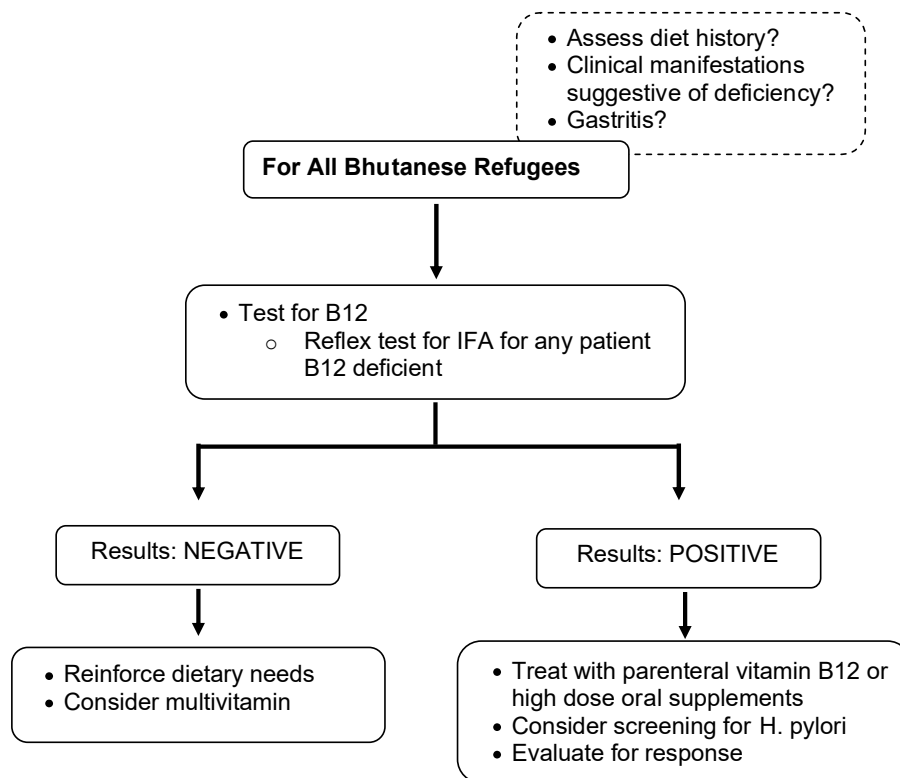 • Assess diet history?
• Clinical manifestations
suggestive of deficiency?
• Gastritis?
For All Bhutanese Refugees
• Test for B12
o Reflex test for IFA for any patient
B12 deficient
Results: NEGATIVE
Results: POSITIVE
• Reinforce dietary needs
• Consider multivitamin
• Treat with parenteral vitamin B12 or
high dose oral supplements
• Consider screening for H. pylori
• Evaluate for response